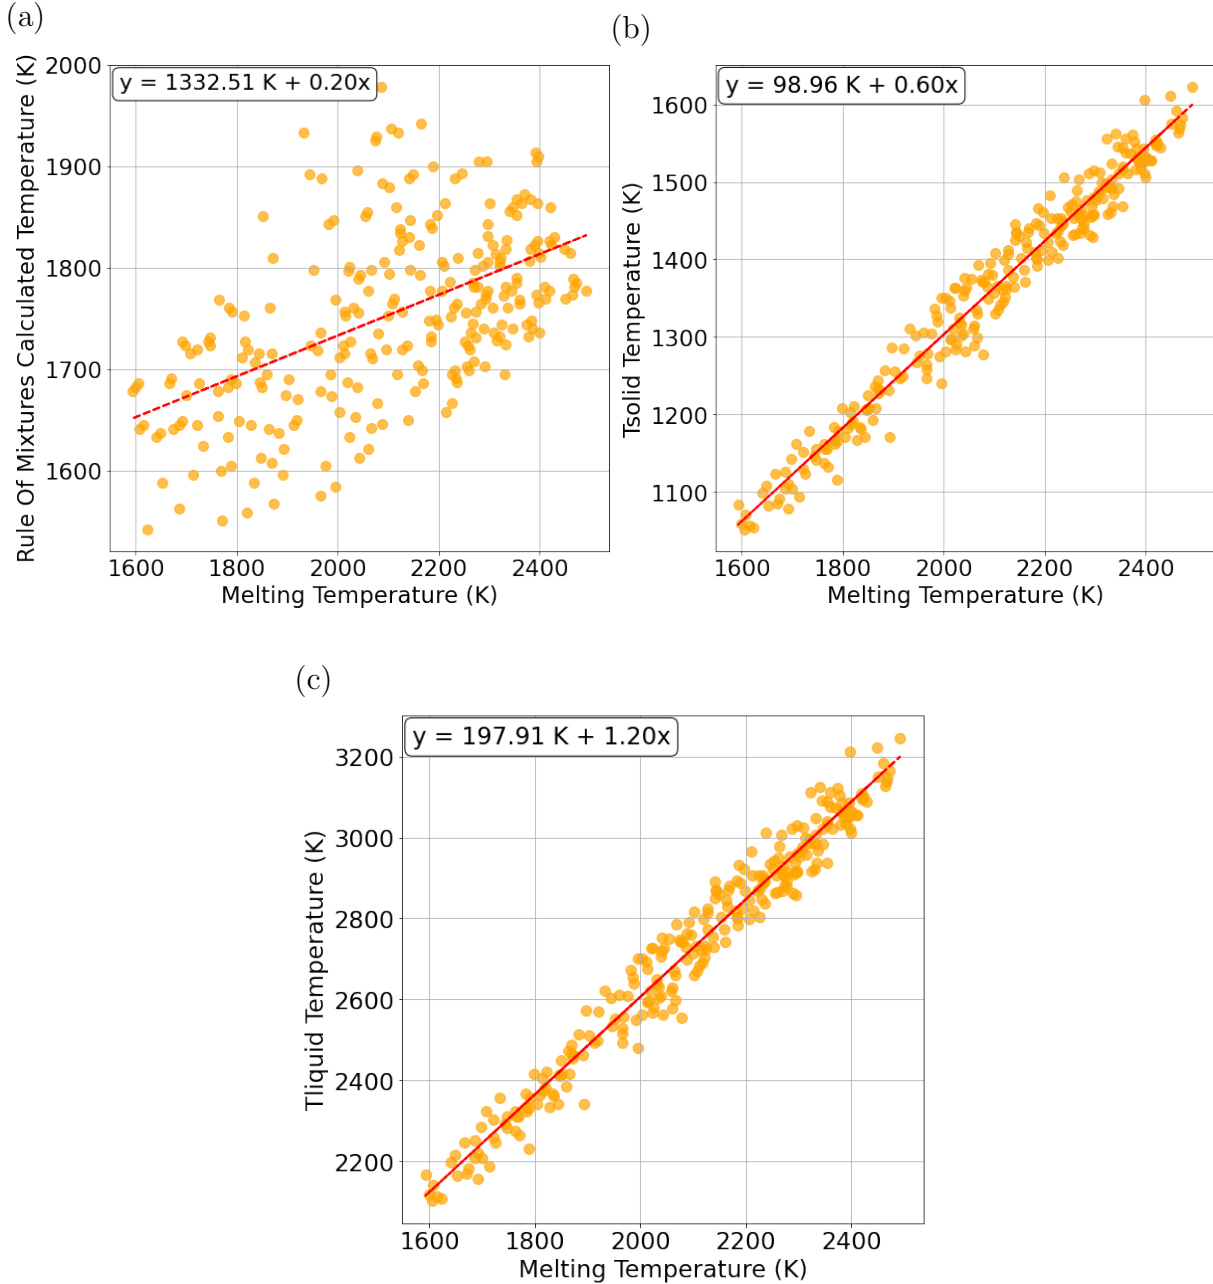 (a)
y = 1332.51 K + 0.20x
Rule Of Mixtures Calculated Temperature (K)
2000
1900
1800
1700
1600
1600 1800 2000 2200 2400
Melting Temperature (K)
(b)
y = 98.96 K + 0.60x
Tsolid Temperature (K)
1600
1500
1400
1300
1200
1100
1600 1800 2000 2200 2400
Melting Temperature (K)
(c)
y = 197.91 K + 1.20x
Tliquid Temperature (K)
3200
3000
2800
2600
2400
2200
1600 1800 2000 2200 2400
Melting Temperature (K)